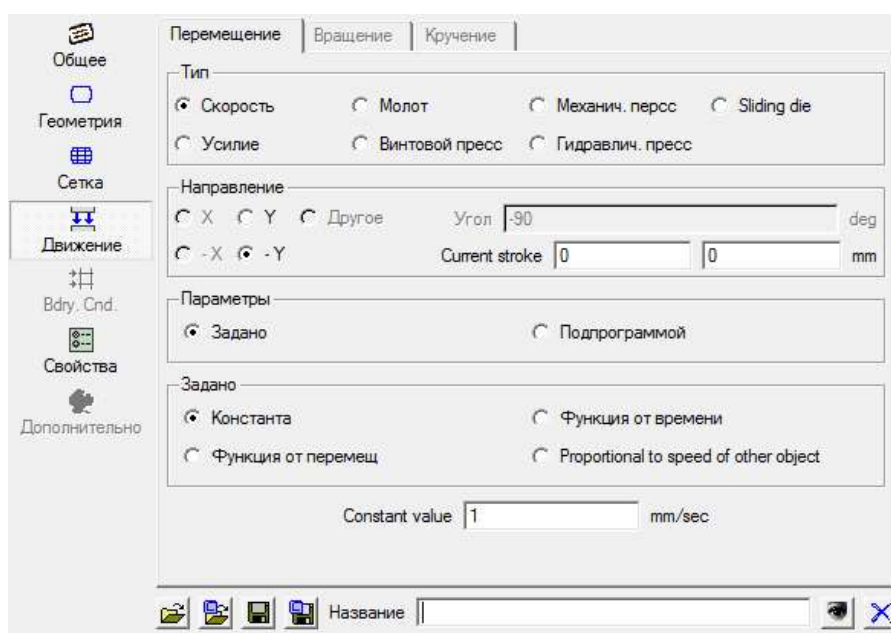 Общее
Геометрия
Сетка
Движение
Bdry. Cnd.
Свойства
Дополнительно
Перемещение Вращение Кручение
Тип
Скорость Молот Механич. персс Sliding die
Усилие Винтовой пресс Гидравлич. пресс
Направление
X Y Другое Угол -90 deg
-X -Y Current stroke 0 0 mm
Параметры
Задано Подпрограммой
Задано
Константа Функция от времени
Функция от перемещ Proportional to speed of other object
Constant value 1 mm/sec
Название